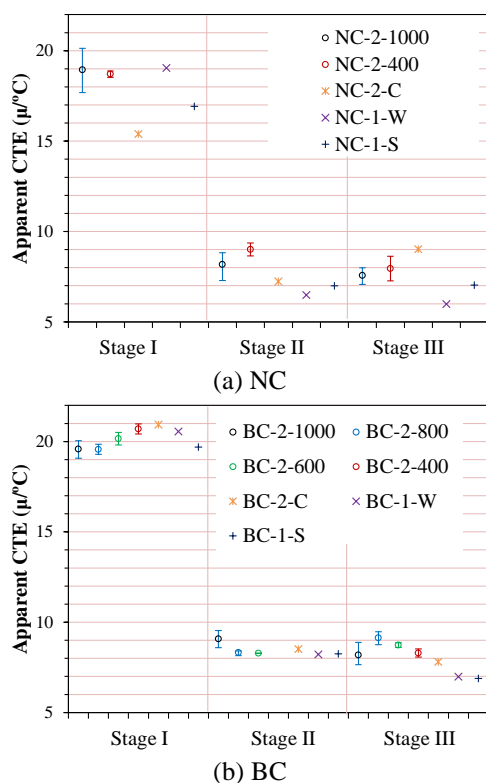 Apparent CTE (μ/ºC)
20
15
10
5
NC-2-1000
NC-2-400
NC-2-C
NC-1-W
NC-1-S
Stage I Stage II Stage III
(a) NC
Apparent CTE (μ/ºC)
20
15
10
5
BC-2-1000 BC-2-800
BC-2-600 BC-2-400
BC-2-C BC-1-W
BC-1-S
Stage I Stage II Stage III
(b) BC